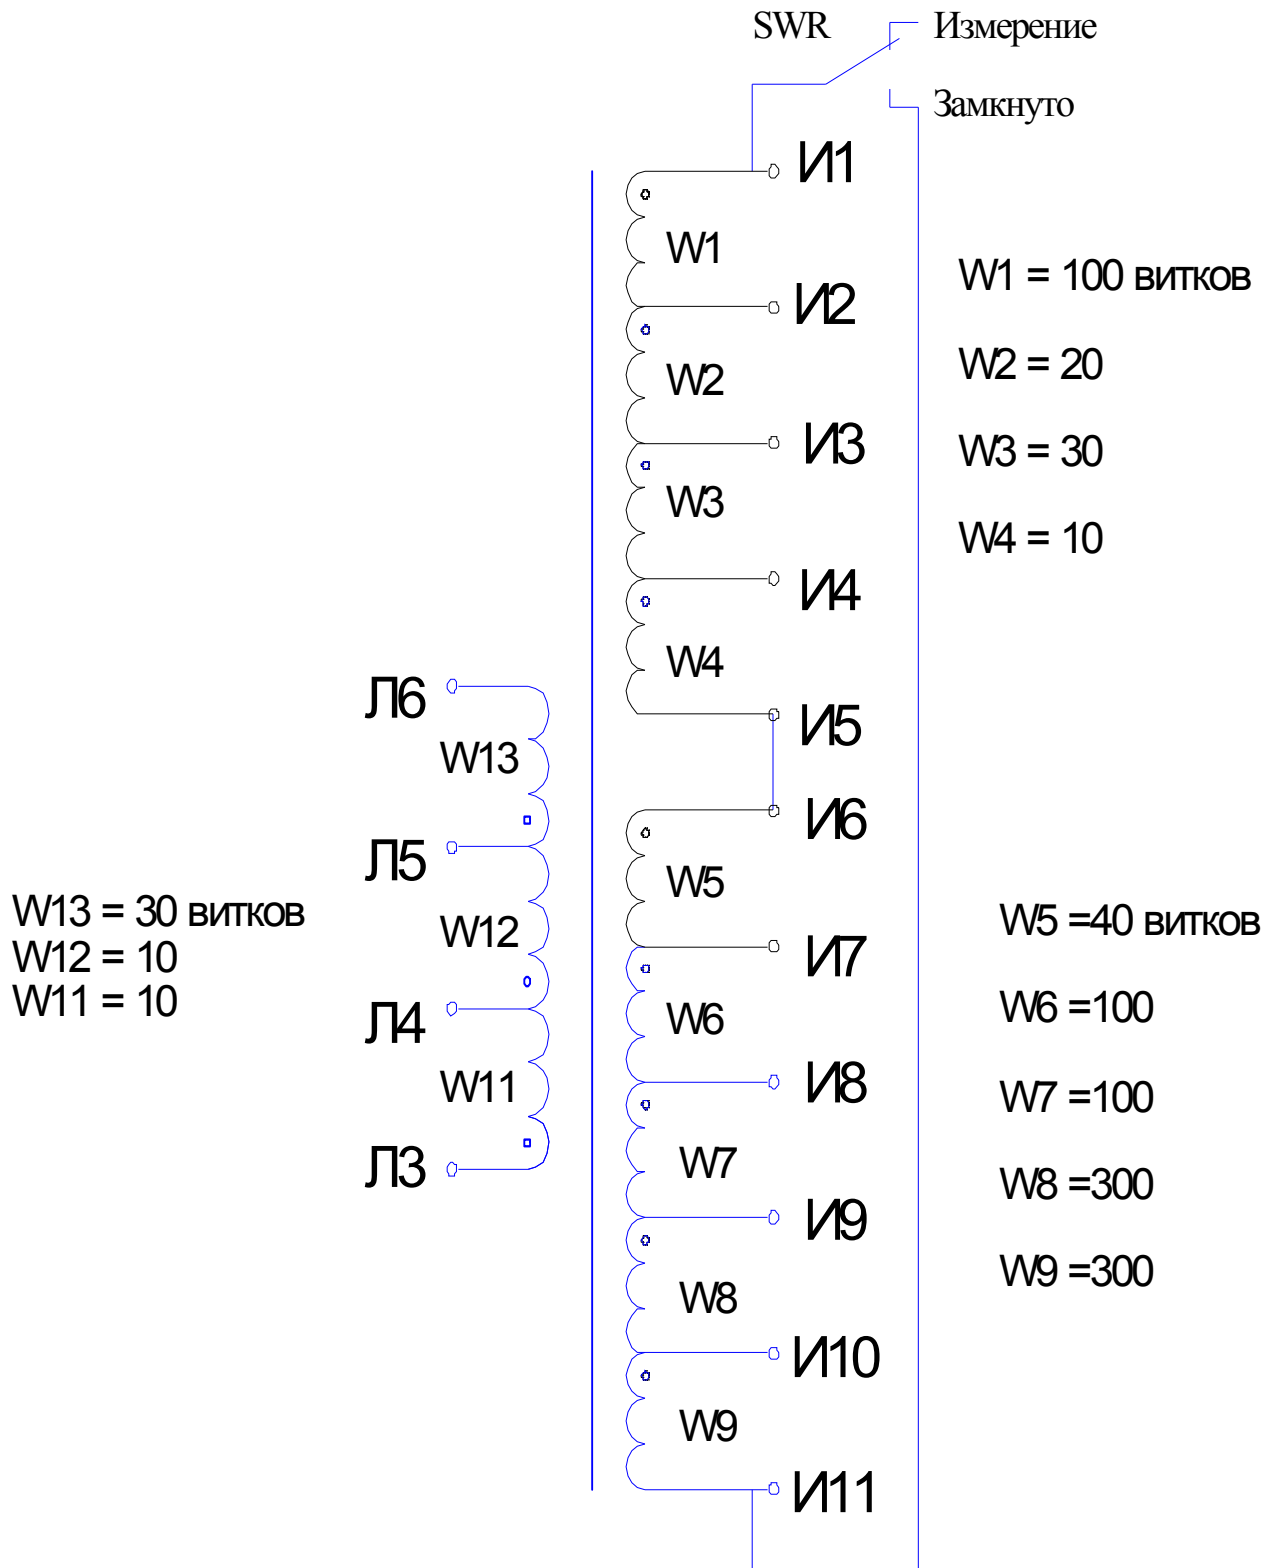 SWR
Измерение
Замкнуто
И1
W1
W1 = 100 витков
И2
W2
W2 = 20
И3
W3
W3 = 30
W4 = 10
И4
W4
Л6
И5
W13
И6
Л5
W5
W13 = 30 витков
W12
W5 =40 витков
W12 = 10
И7
W11 = 10
W6 =100
Л4
W6
W11
И8
W7 =100
Л3
W7
W8 =300
И9
W9 =300
W8
И10
W9
И11